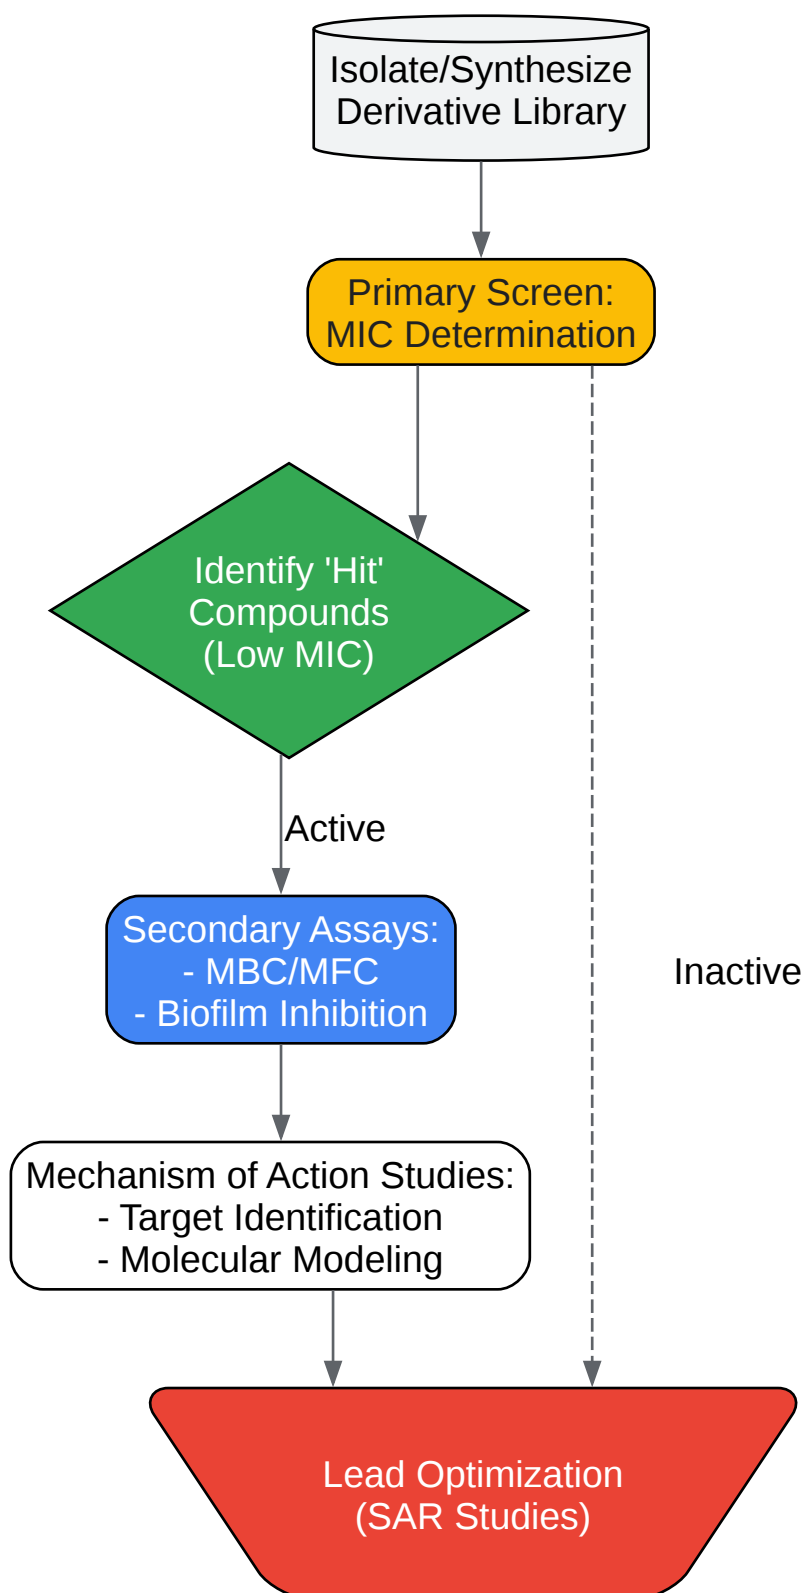 Isolate/Synthesize
Derivative Library
Primary Screen:
MIC Determination
Identify 'Hit'
Compounds
(Low MIC)
Active
Secondary Assays:
- MBC/MFC
- Biofilm Inhibition
Inactive
Mechanism of Action Studies:
- Target Identification
- Molecular Modeling
Lead Optimization
(SAR Studies)